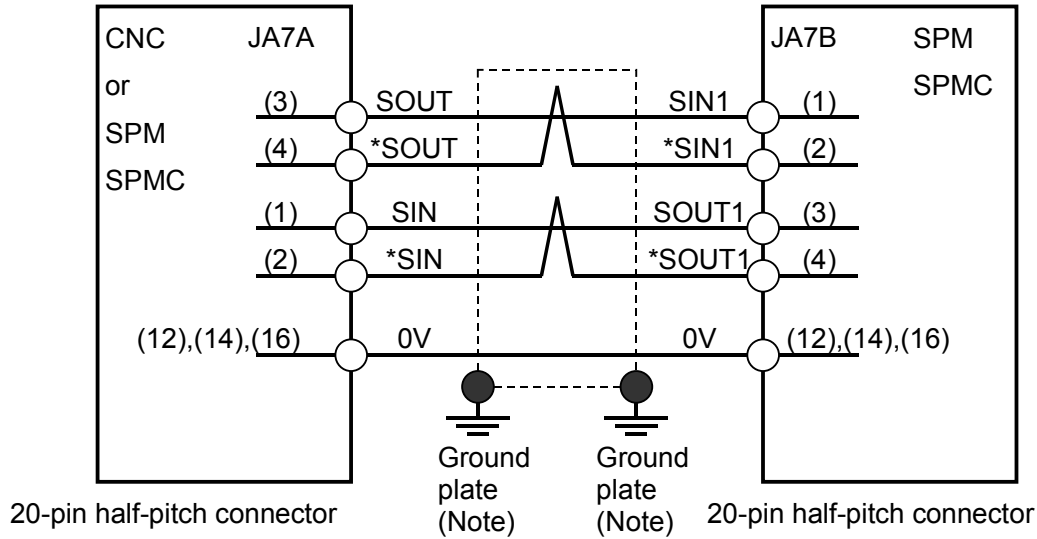 CNC JA7A
or
SPM
SPMC
JA7B SPM
SPMC
(3) SOUT SIN1 (1)
(4) *SOUT *SIN1 (2)
(1) SIN SOUT1 (3)
(2) *SIN *SOUT1 (4)
(12),(14),(16) 0V 0V (12),(14),(16)
Ground
plate
(Note)
Ground
plate
(Note)
20-pin half-pitch connector
20-pin half-pitch connector